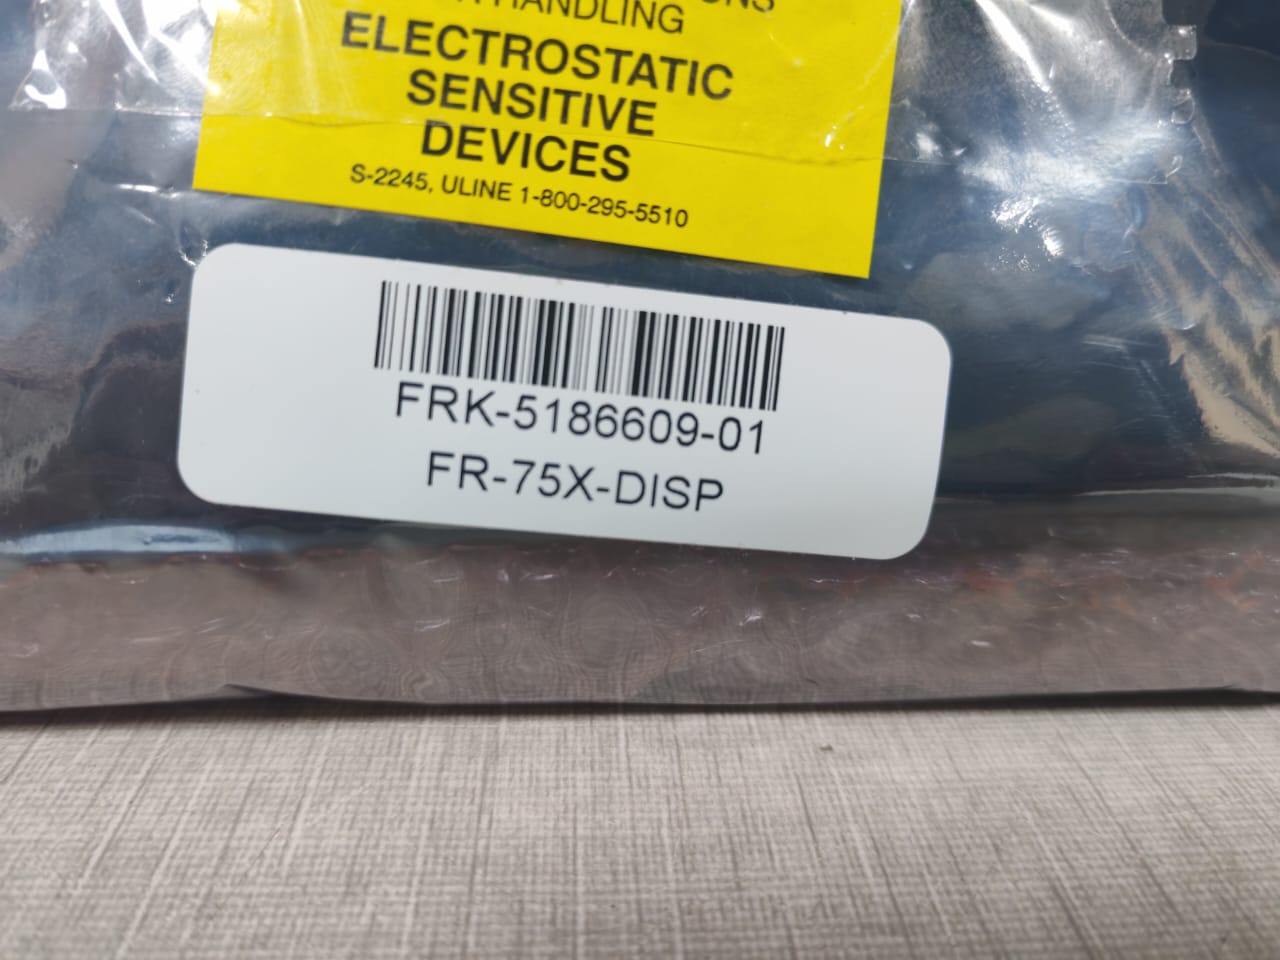 HANDLING
ELECTROSTATIC
SENSITIVE
DEVICES
S-2245, ULINE 1-800-295-5510
FRK-5186609-01
FR-75X-DISP